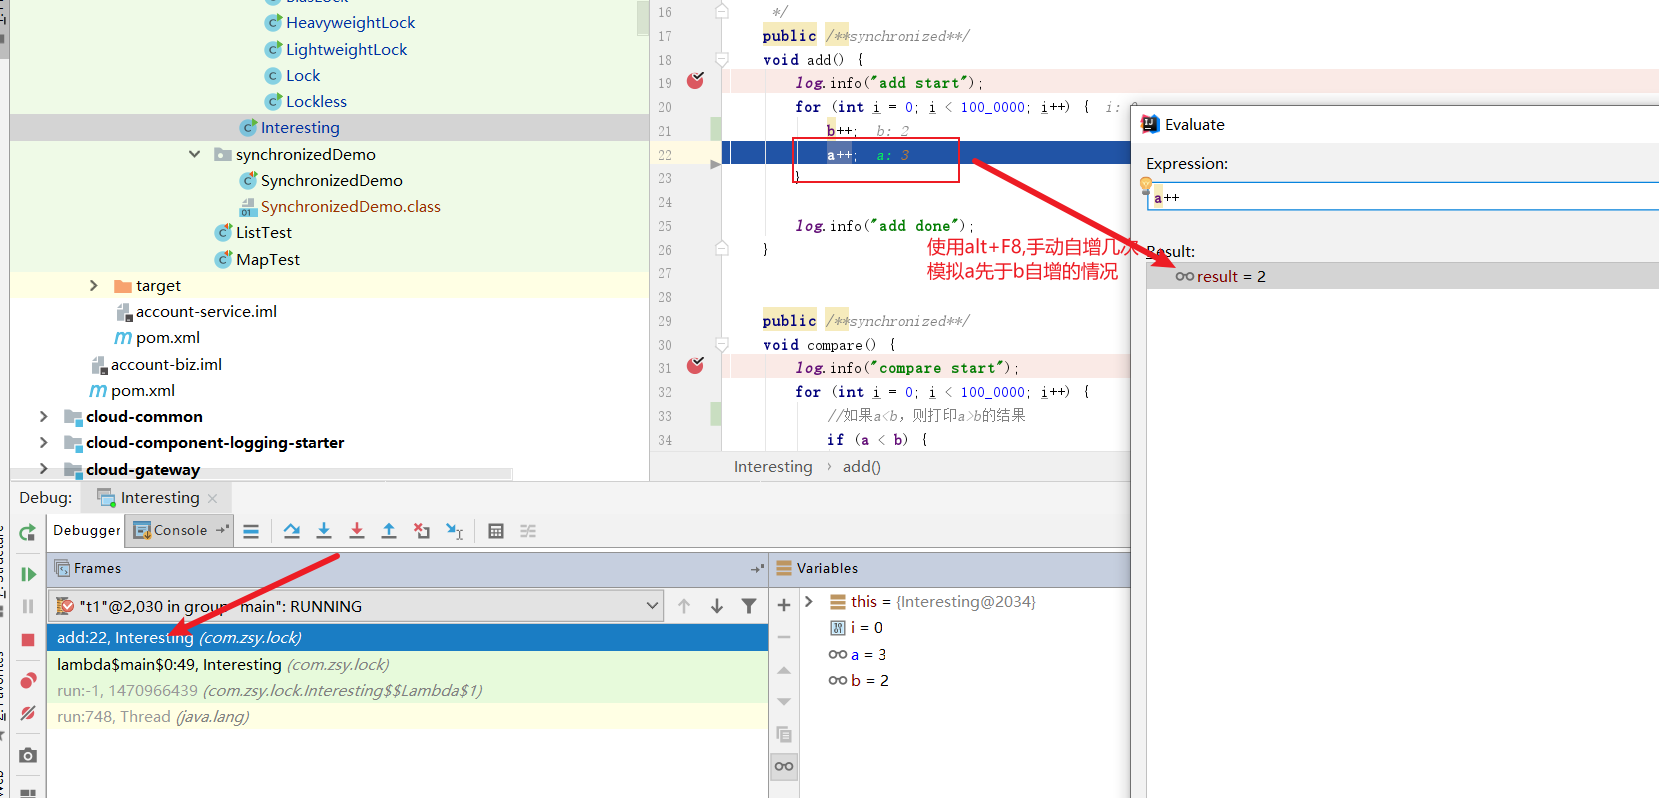 BiasLock
HeavyweightLock
LightweightLock
Lock
Lockless
Interesting
synchronizedDemo
SynchronizedDemo
SynchronizedDemo.class
ListTest
MapTest
target
account-service.iml
pom.xml
account-biz.iml
pom.xml
cloud-common
cloud-component-logging-starter
cloud-gateway
16 */
17 public /**synchronized**/
18 void add() {
19 log.info("add start");
20 for (int i = 0; i < 100_0000; i++) { i: 0
21 b++; b: 2
22 a++; a: 3
23 }
24
25 log.info("add done");
26 }
27
28
29 public /**synchronized**/
30 void compare() {
31 log.info("compare start");
32 for (int i = 0; i < 100_0000; i++) {
33 //如果a<b，则打印a>b的结果
34 if (a < b) {
使用alt+F8,手动自增几次
模拟a先于b自增的情况
Interesting › add()
Evaluate
Expression:
a++
Result:
result = 2
Debug: Interesting
Debugger Console
Frames
"t1"@2,030 in group "main": RUNNING
add:22, Interesting (com.zsy.lock)
lambda$main$0:49, Interesting (com.zsy.lock)
run:-1, 1470966439 (com.zsy.lock.Interesting$$Lambda$1)
run:748, Thread (java.lang)
Variables
this = {Interesting@2034}
i = 0
a = 3
b = 2